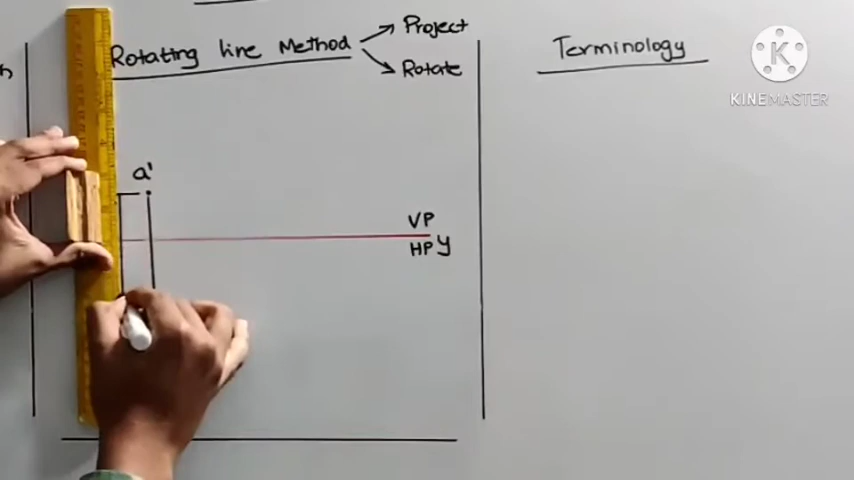 Rotating line Method
Project
Rotate
Terminology
a'
VP
HP y
K
KINEMASTER